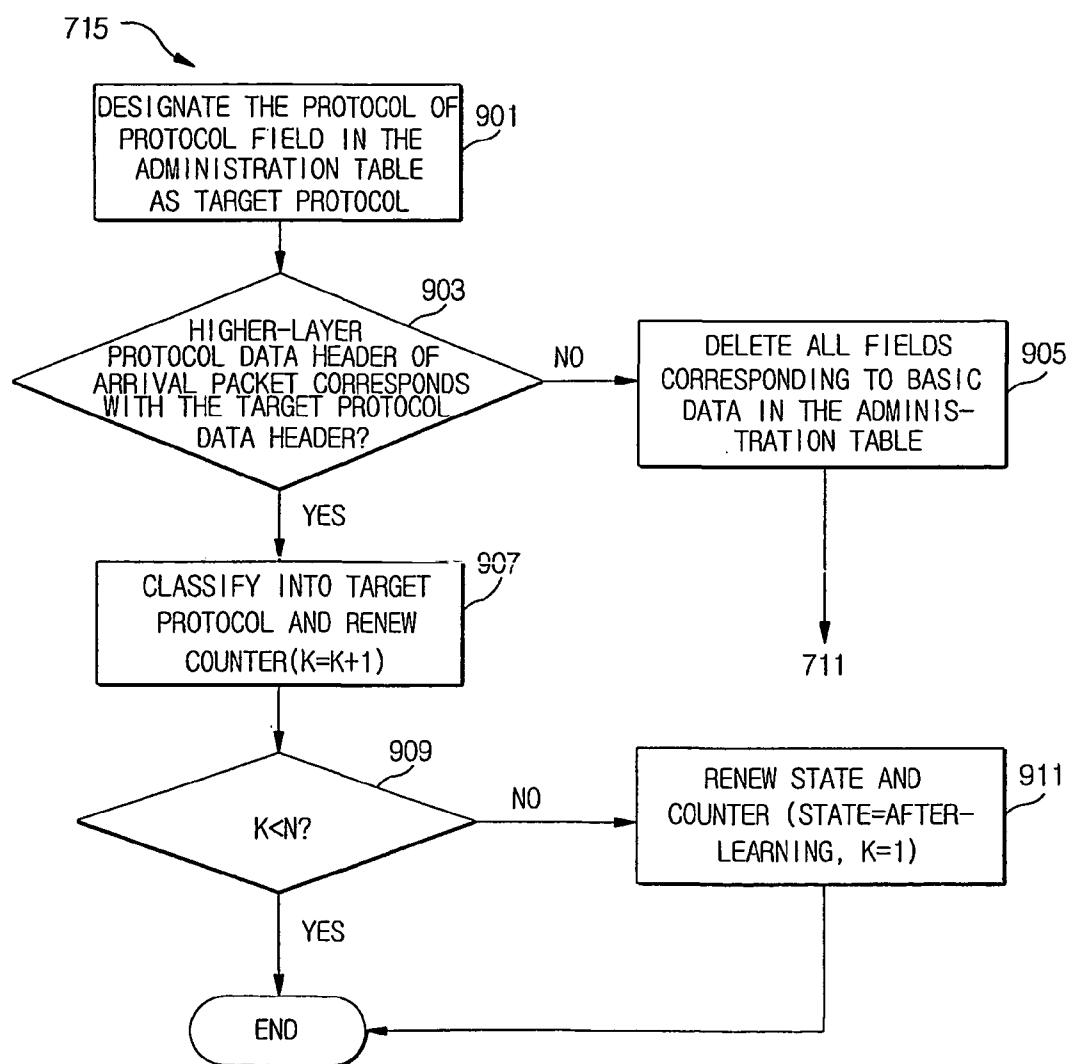 715
DESIGNATE THE PROTOCOL OF
PROTOCOL FIELD IN THE
ADMINISTRATION TABLE
AS TARGET PROTOCOL
901
903
HIGHER-LAYER
PROTOCOL DATA HEADER OF
ARRIVAL PACKET CORRESPONDS
WITH THE TARGET PROTOCOL
DATA HEADER?
NO
DELETE ALL FIELDS
CORRESPONDING TO BASIC
DATA IN THE ADMINIS-
TRATION TABLE
905
YES
711
CLASSIFY INTO TARGET
PROTOCOL AND RENEW
COUNTER(K=K+1)
907
909
K<N?
NO
RENEW STATE AND
COUNTER (STATE=AFTER-
LEARNING, K=1)
911
YES
END